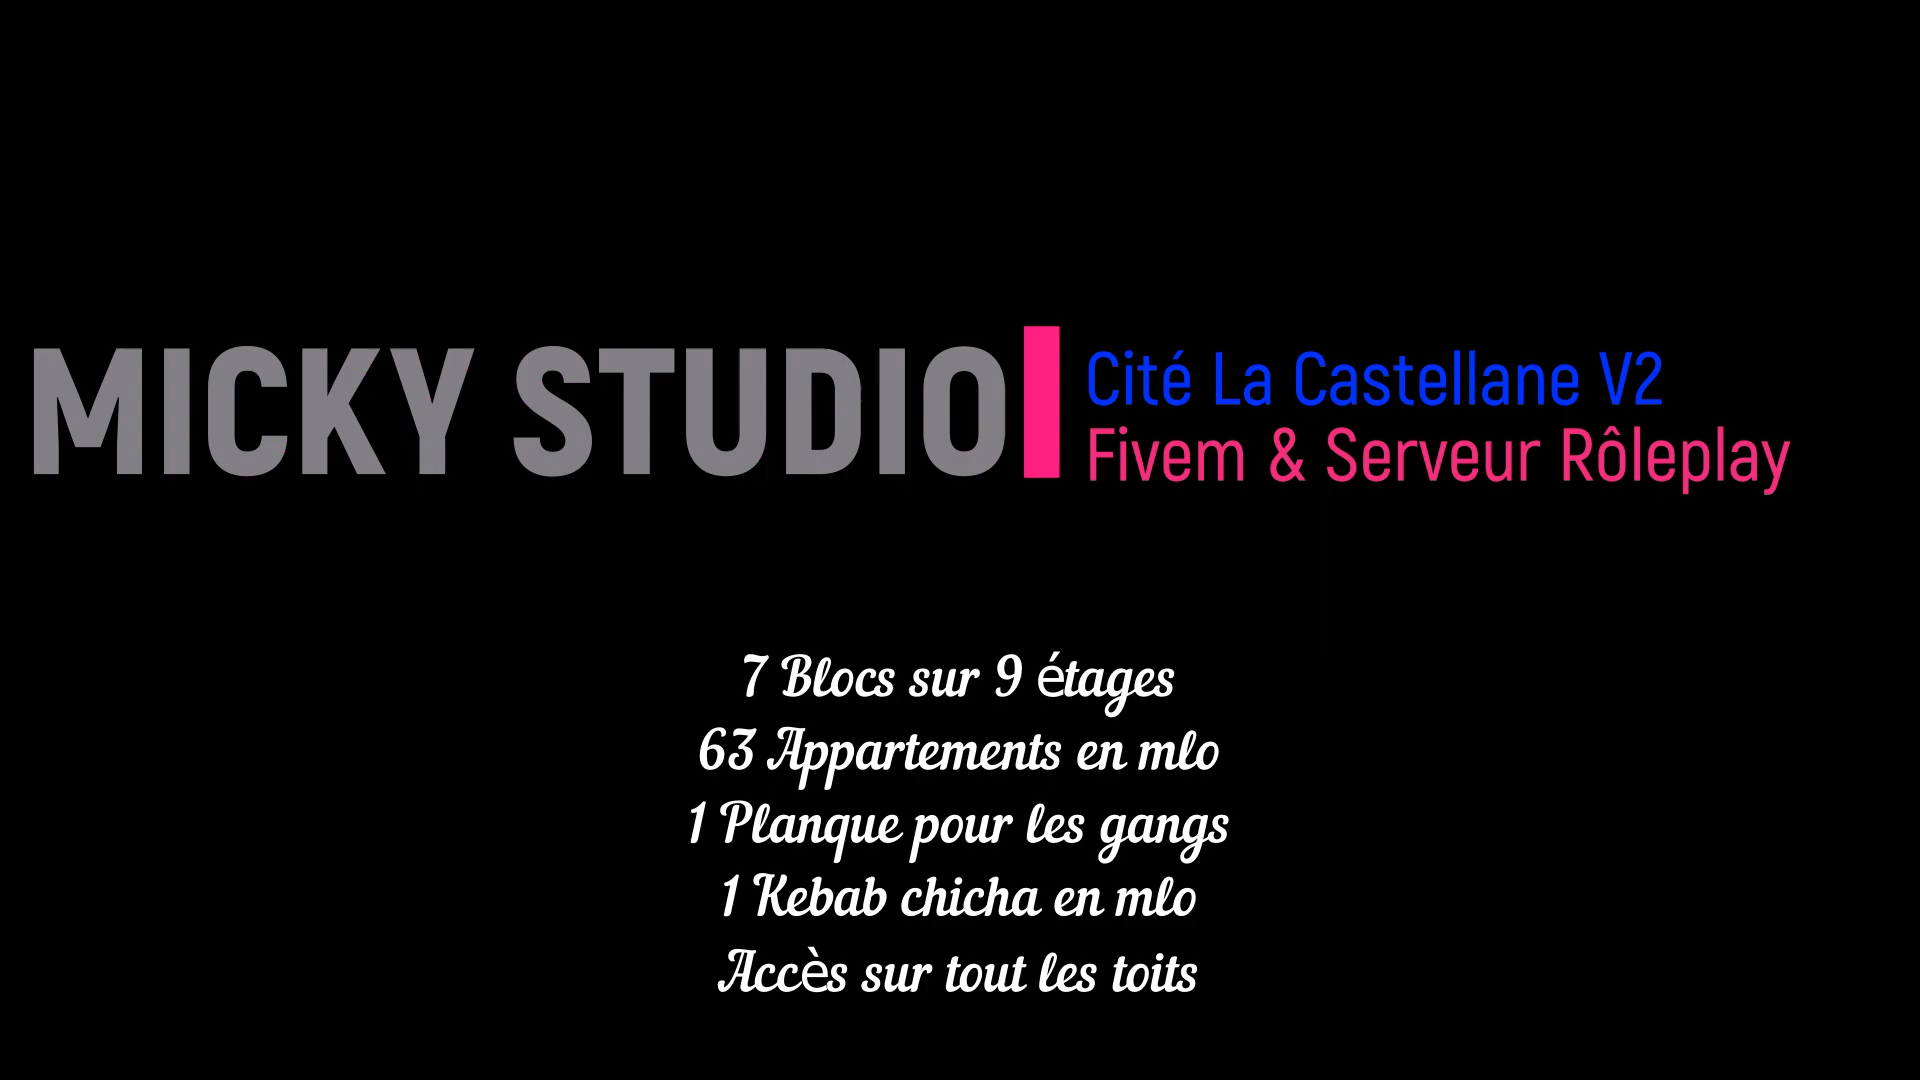 MICKY STUDIO
Cité La Castellane V2
Fivem & Serveur Rôleplay
7 Blocs sur 9 étages
63 Appartements en mlo
1 Planque pour les gangs
1 Kebab chicha en mlo
Accès sur tout les toits